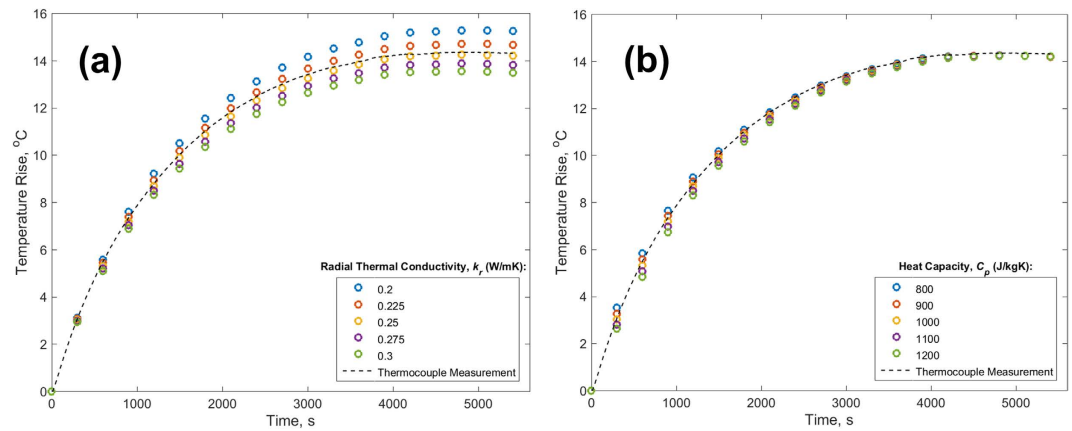 (a)
Temperature Rise, °C
16
14
12
10
8
6
4
2
0
0 1000 2000 3000 4000 5000
Time, s
Radial Thermal Conductivity, kr (W/mK):
0.2
0.225
0.25
0.275
0.3
Thermocouple Measurement
(b)
Temperature Rise, °C
16
14
12
10
8
6
4
2
0
0 1000 2000 3000 4000 5000
Time, s
Heat Capacity, Cp (J/kgK):
800
900
1000
1100
1200
Thermocouple Measurement